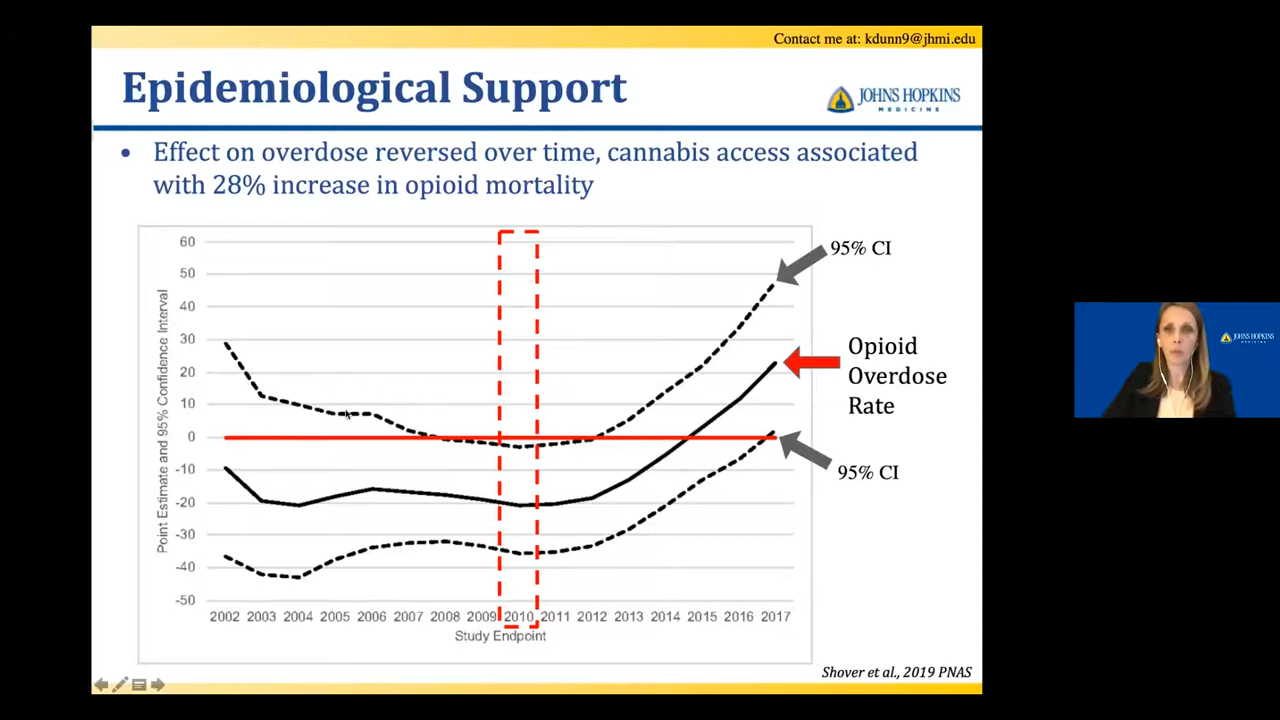 Contact me at: kdunn9@jhmi.edu
Epidemiological Support
JOHNS HOPKINS
MEDICINE
• Effect on overdose reversed over time, cannabis access associated
with 28% increase in opioid mortality
60
50
40
30
20
10
0
-10
-20
-30
-40
-50
Point Estimate and 95% Confidence Interval
2002 2003 2004 2005 2006 2007 2008 2009 2010 2011 2012 2013 2014 2015 2016 2017
Study Endpoint
95% CI
Opioid
Overdose
Rate
95% CI
Shover et al., 2019 PNAS
JOHNS HOPKINS
MEDICINE